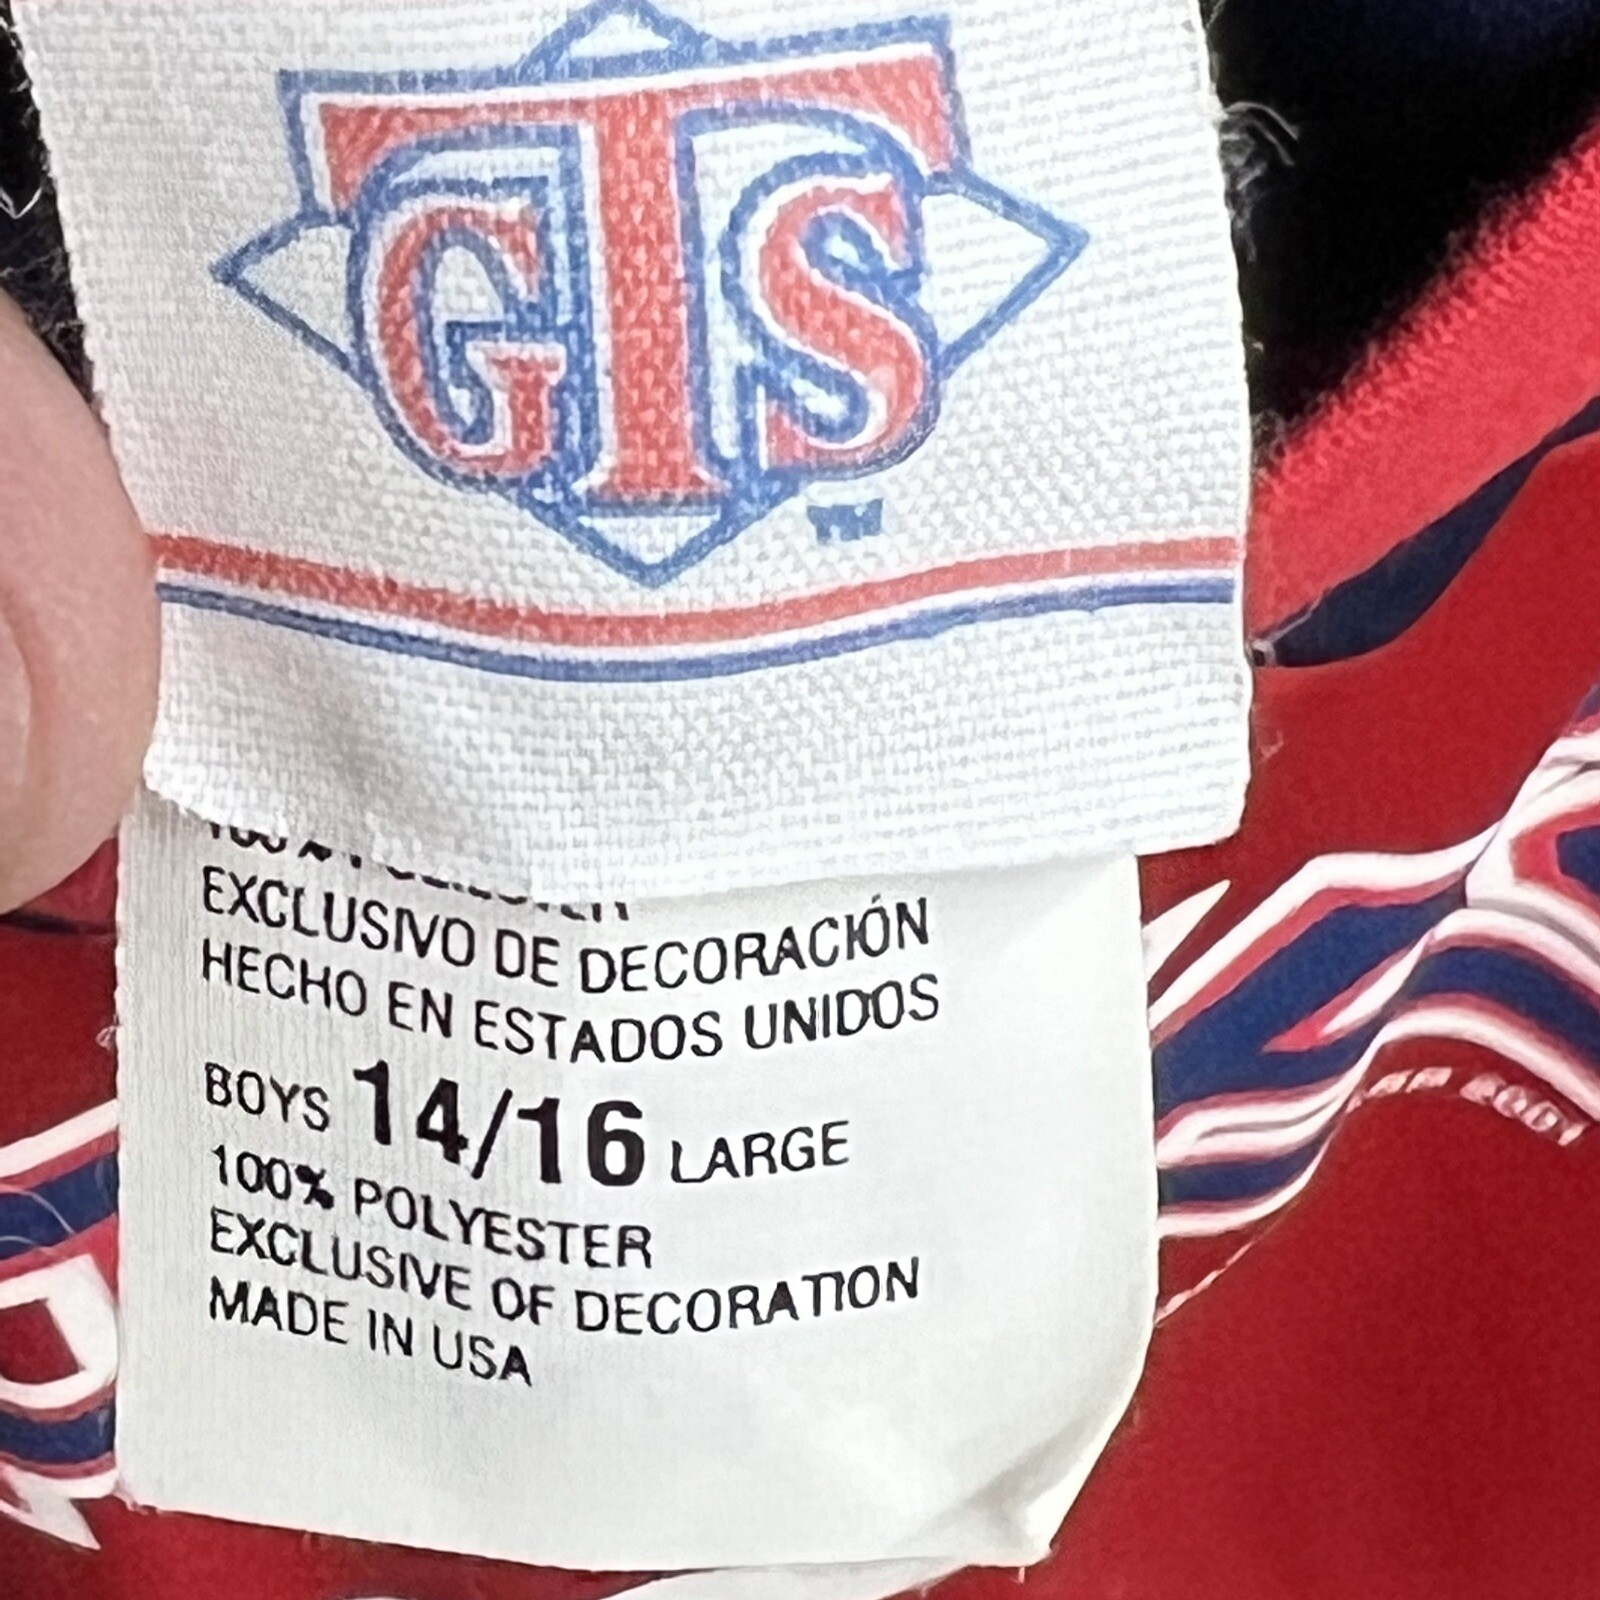 GTS
TM
EXCLUSIVO DE DECORACIÓN
HECHO EN ESTADOS UNIDOS
BOYS 14/16 LARGE
100% POLYESTER
EXCLUSIVE OF DECORATION
MADE IN USA